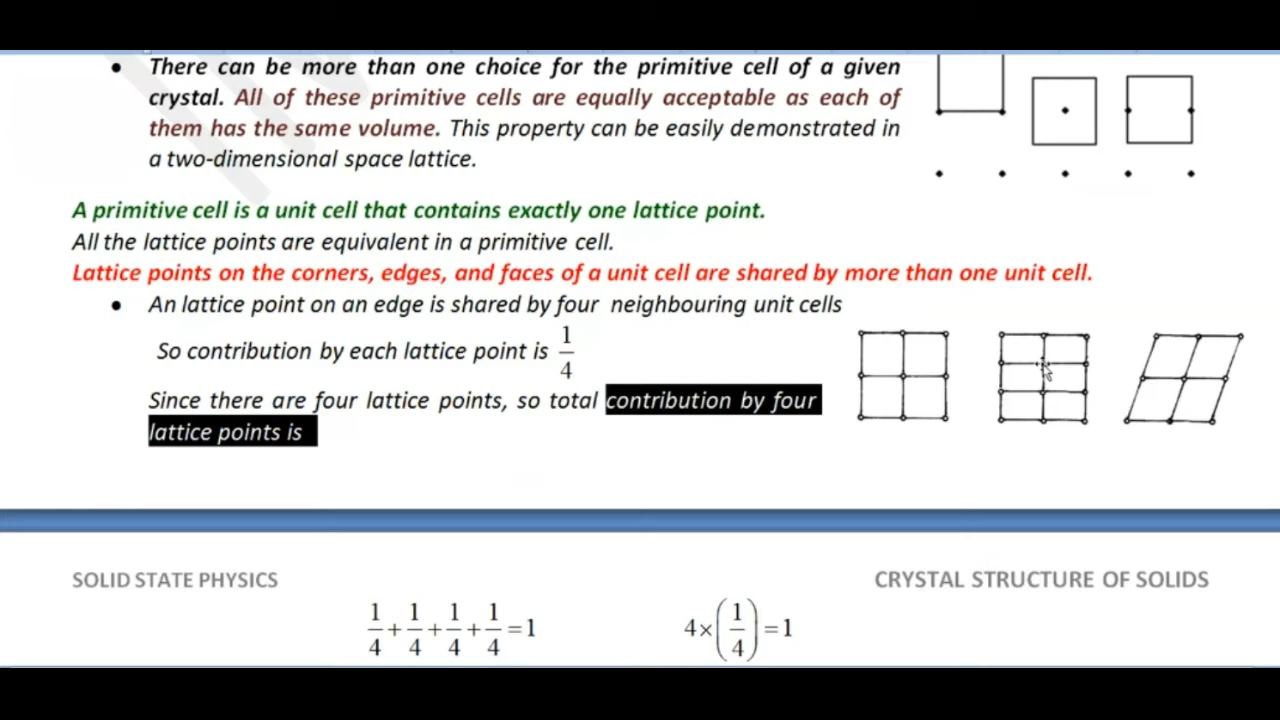 • There can be more than one choice for the primitive cell of a given
crystal. All of these primitive cells are equally acceptable as each of
them has the same volume. This property can be easily demonstrated in
a two-dimensional space lattice.
A primitive cell is a unit cell that contains exactly one lattice point.
All the lattice points are equivalent in a primitive cell.
Lattice points on the corners, edges, and faces of a unit cell are shared by more than one unit cell.
• An lattice point on an edge is shared by four neighbouring unit cells
So contribution by each lattice point is 1/4
Since there are four lattice points, so total contribution by four
lattice points is
SOLID STATE PHYSICS
CRYSTAL STRUCTURE OF SOLIDS
1/4 + 1/4 + 1/4 + 1/4 = 1
4×(1/4) = 1